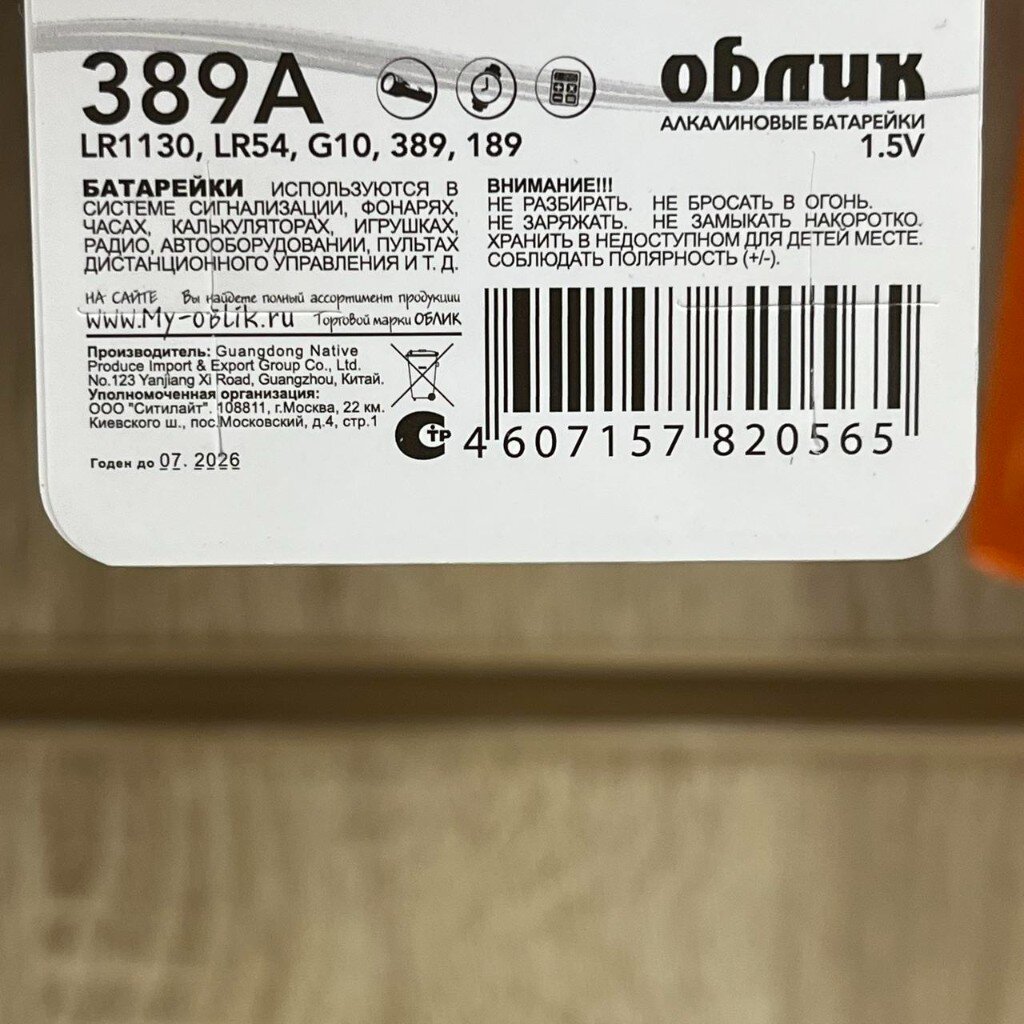 389A
облик
АЛКАЛИНОВЫЕ БАТАРЕЙКИ
LR1130, LR54, G10, 389, 189
1.5V
БАТАРЕЙКИ ИСПОЛЬЗУЮТСЯ В
СИСТЕМЕ СИГНАЛИЗАЦИИ, ФОНАРЯХ,
ЧАСАХ, КАЛЬКУЛЯТОРАХ, ИГРУШКАХ,
РАДИО, АВТООБОРУДОВАНИИ, ПУЛЬТАХ
ДИСТАНЦИОННОГО УПРАВЛЕНИЯ И Т. Д.
ВНИМАНИЕ!!!
НЕ РАЗБИРАТЬ. НЕ БРОСАТЬ В ОГОНЬ.
НЕ ЗАРЯЖАТЬ. НЕ ЗАМЫКАТЬ НАКОРОТКО.
ХРАНИТЬ В НЕДОСТУПНОМ ДЛЯ ДЕТЕЙ МЕСТЕ.
СОБЛЮДАТЬ ПОЛЯРНОСТЬ (+/-).
НА САЙТЕ Вы найдете полный ассортимент продукции
www.My-oblik.ru Торговой марки ОБЛИК
Производитель: Guangdong Native
Produce Import & Export Group Co., Ltd.
No.123 Yanjiang Xi Road, Guangzhou, Китай.
Уполномоченная организация:
ООО "Ситилайт". 108811, г.Москва, 22 км.
Киевского ш., пос.Московский, д.4, стр.1
Годен до 07. 2026
СТР
4 607157 820565